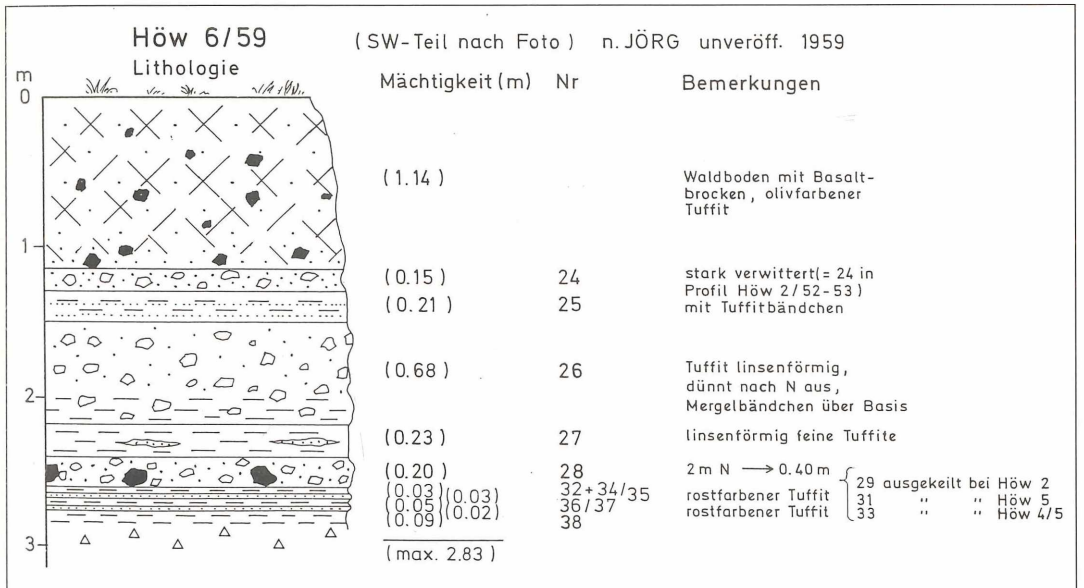 Höw 6/59 (SW-Teil nach Foto) n.JÖRG unveröff. 1959
Lithologie
m Mächtigkeit (m) Nr Bemerkungen
0
(1.14) Waldboden mit Basalt-
brocken, olivfarbener
Tuffit
1
(0.15) 24 stark verwittert(= 24 in
Profil Höw 2/52-53)
(0.21) 25 mit Tuffitbändchen
(0.68) 26 Tuffit linsenförmig,
dünnt nach N aus,
2
Mergelbändchen über Basis
(0.23) 27 linsenförmig feine Tuffite
(0.20) 28 2m N → 0.40m
29 ausgekeilt bei Höw 2
(0.03) (0.03) 32+34/35 rostfarbener Tuffit 31 " " Höw 5
(0.05) (0.02) 36/37 rostfarbener Tuffit 33 " " Höw 4/5
(0.09) 38
3
(max. 2.83)